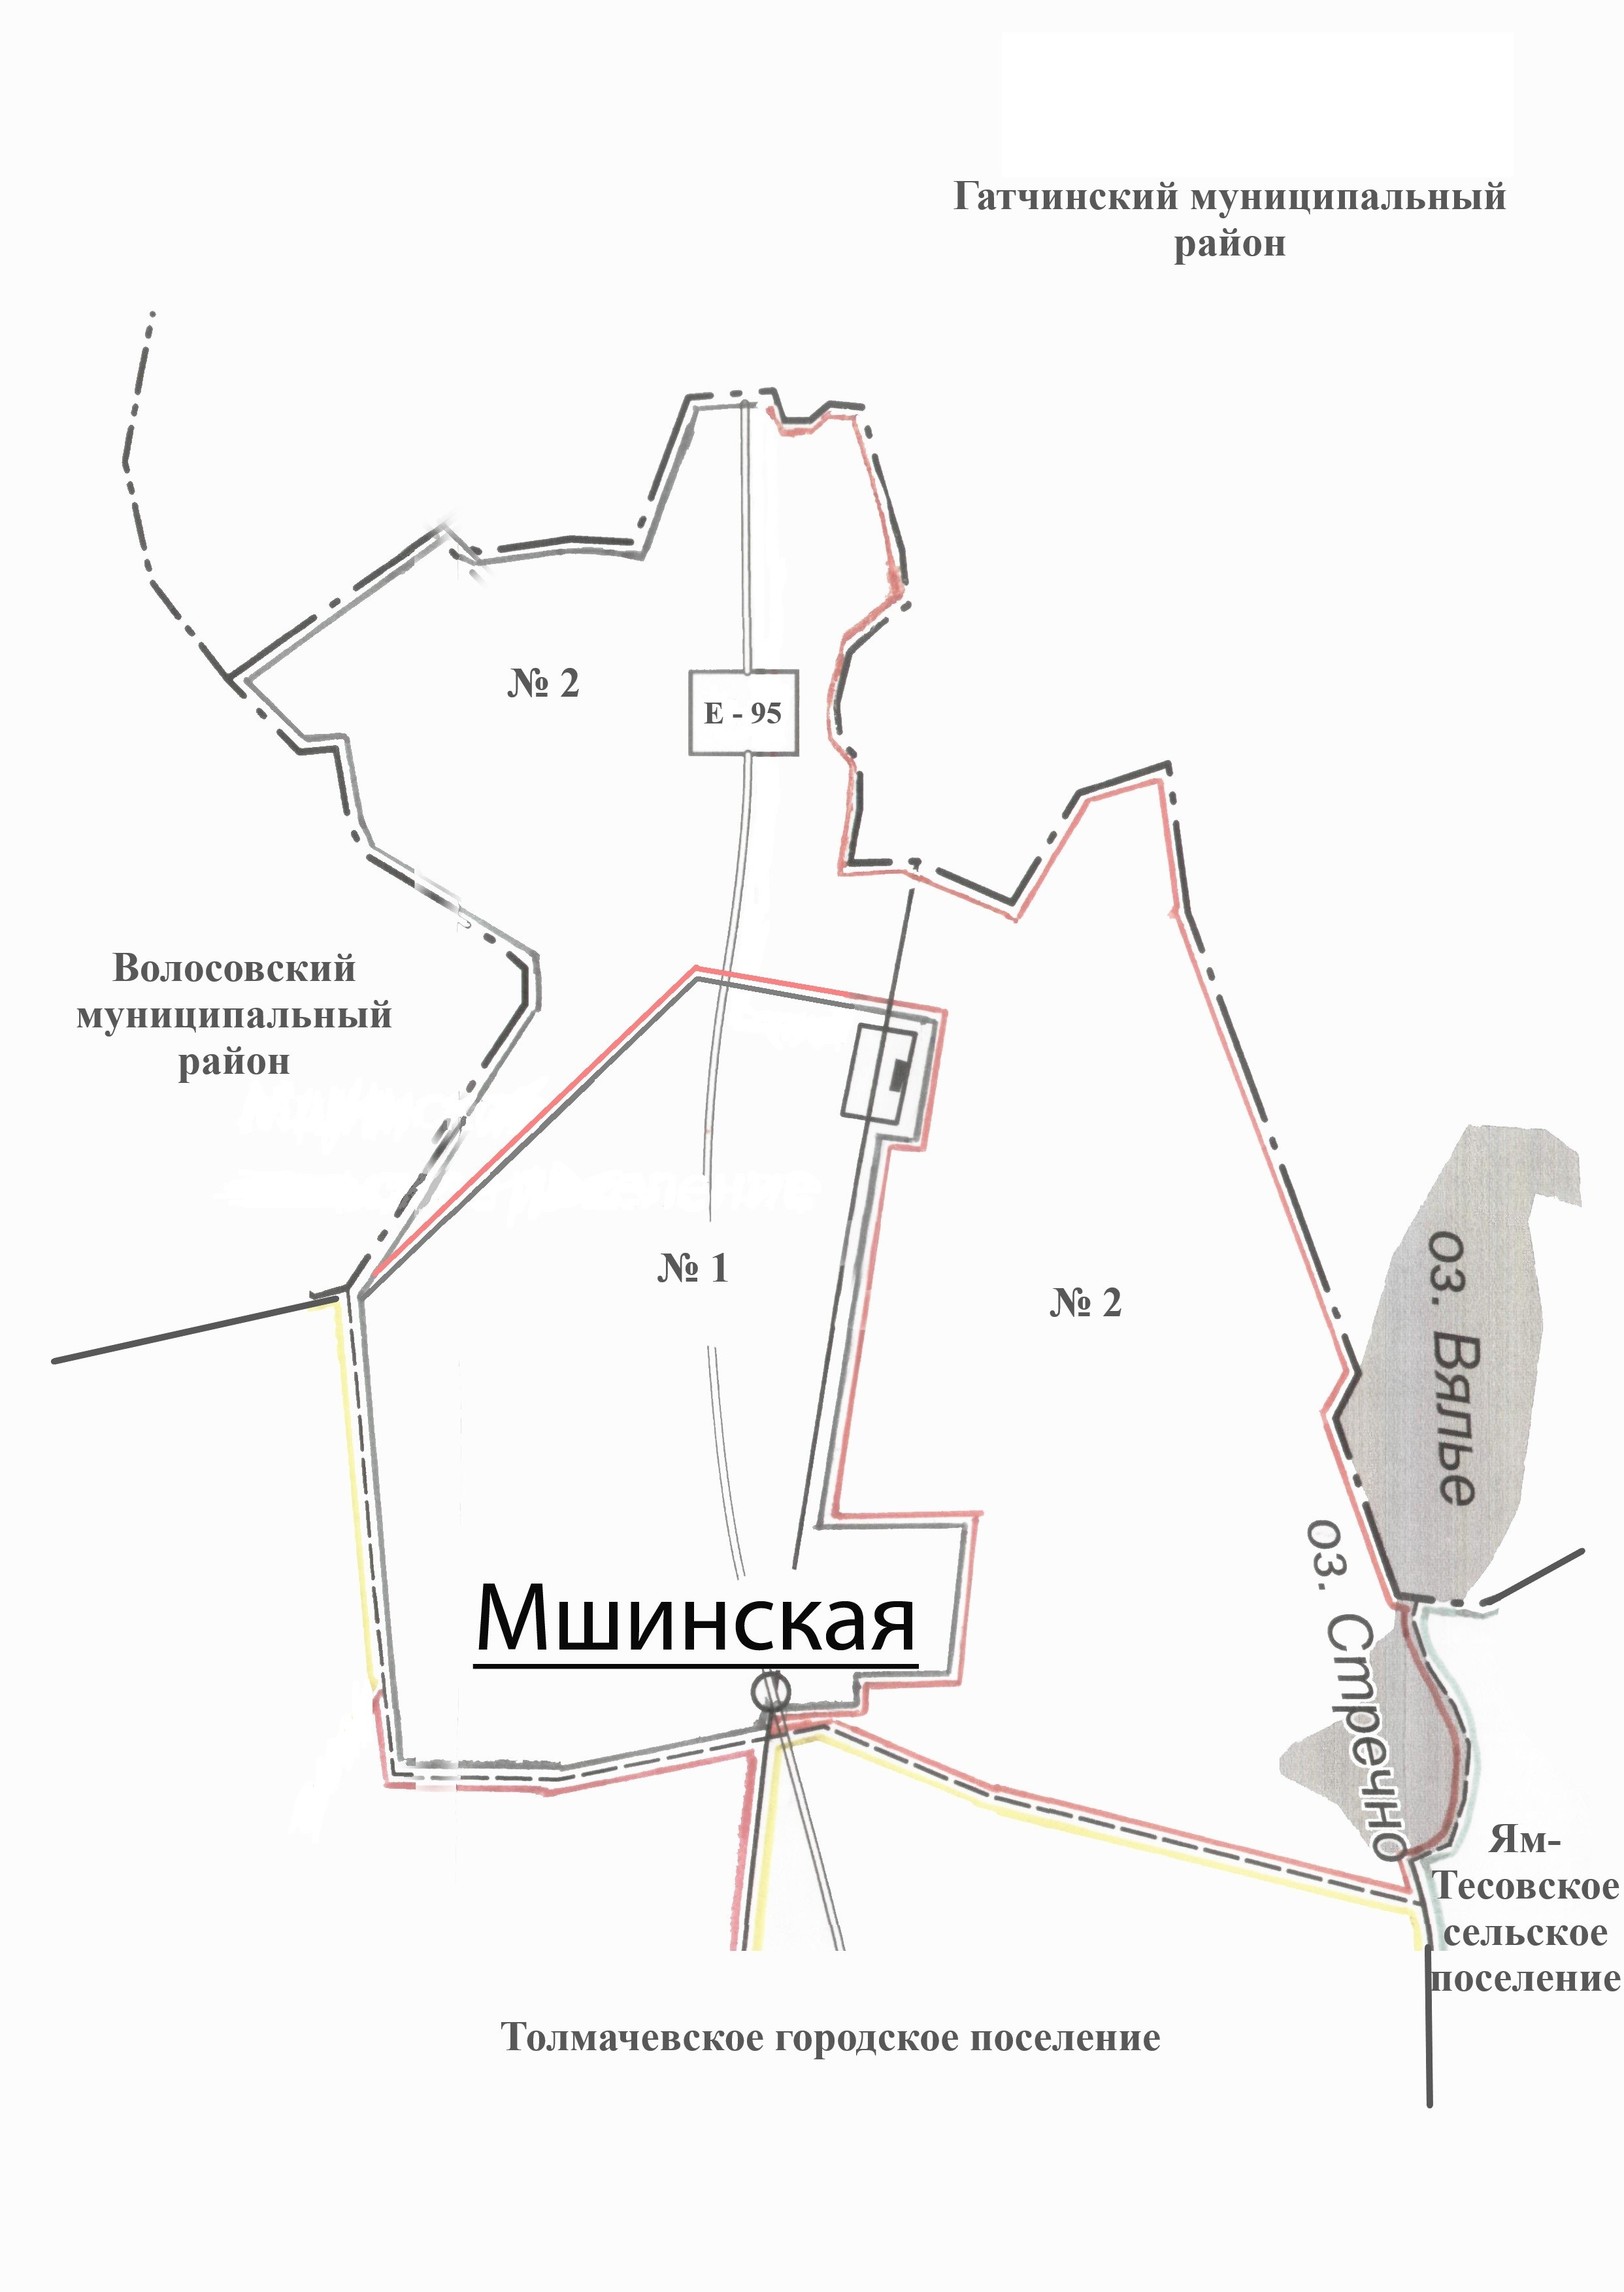 Гатчинский муниципальный
район
№ 2
Е - 95
Волосовский
муниципальный
район
№ 1
№ 2
оз. Вялье
оз. Стречно
Мшинская
Ям-
Тесовское
сельское
поселение
Толмачевское городское поселение